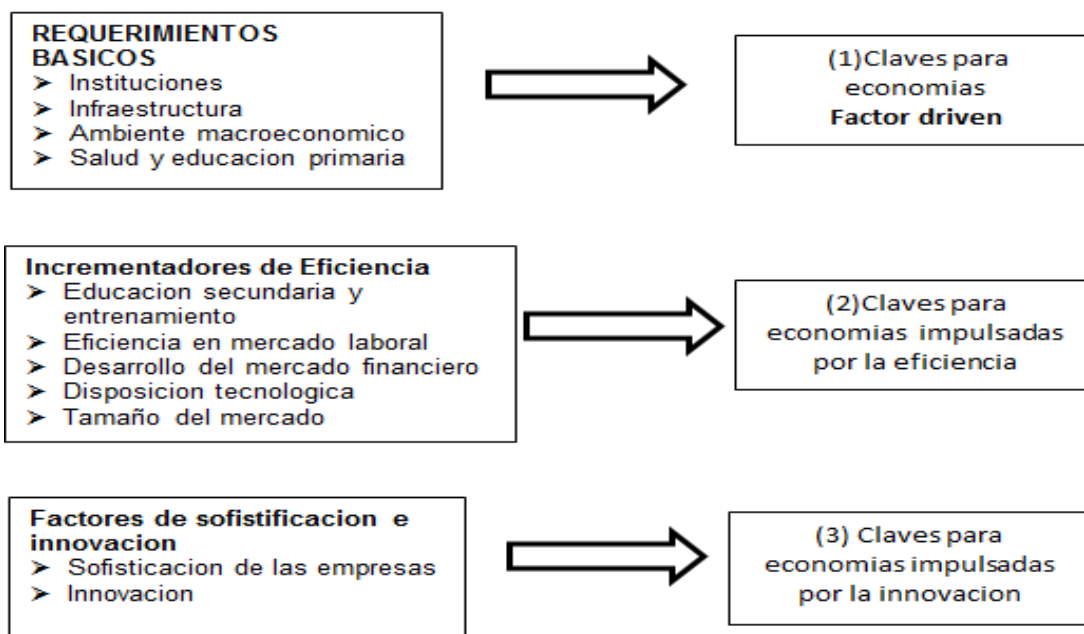 REQUERIMIENTOS
BASICOS
➤ Instituciones
➤ Infraestructura
➤ Ambiente macroeconomico
➤ Salud y educacion primaria
(1)Claves para
economias
Factor driven
Incrementadores de Eficiencia
➤ Educacion secundaria y
entrenamiento
➤ Eficiencia en mercado laboral
➤ Desarrollo del mercado financiero
➤ Disposicion tecnologica
➤ Tamaño del mercado
(2)Claves para
economias impulsadas
por la eficiencia
Factores de sofistificacion e
innovacion
➤ Sofisticacion de las empresas
➤ Innovacion
(3) Claves para
economias impulsadas
por la innovacion